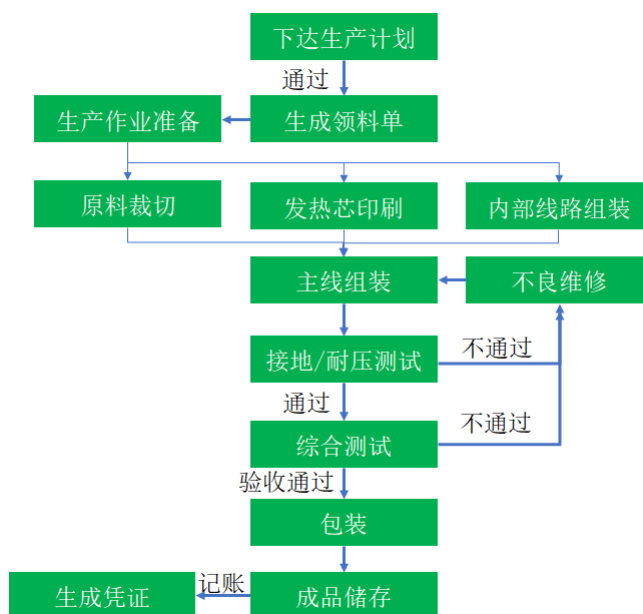 下达生产计划
通过
生产作业准备
生成领料单
原料裁切
发热芯印刷
内部线路组装
主线组装
不良维修
接地/耐压测试
不通过
通过
综合测试
不通过
验收通过
包装
生成凭证
记账
成品储存